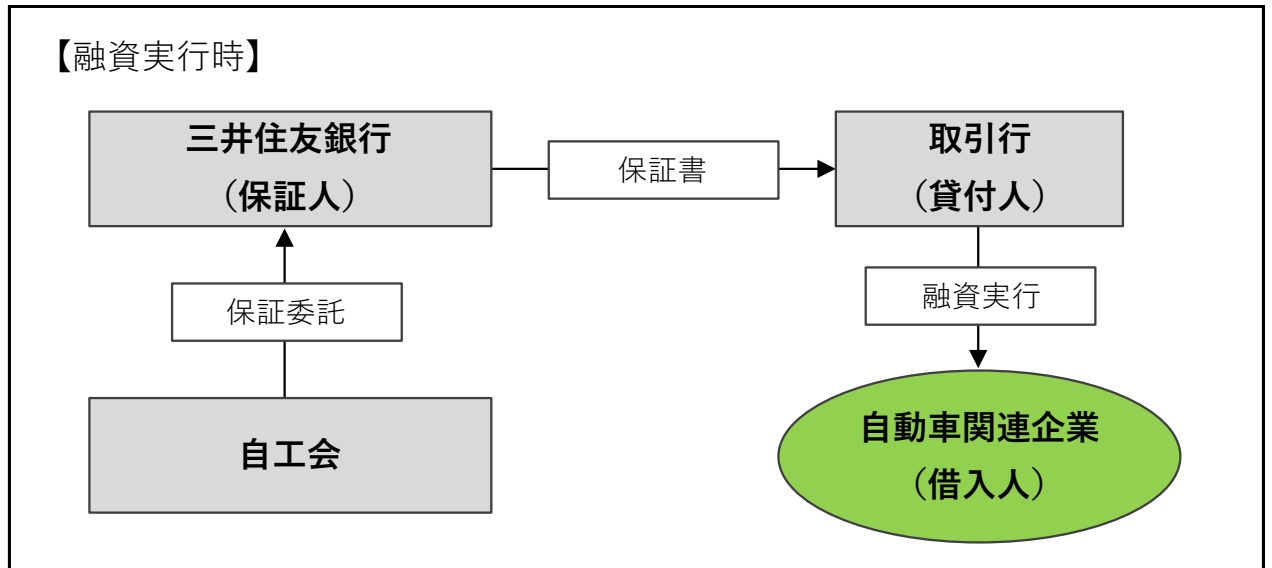 【融資実行時】
三井住友銀行
（保証人）
保証書
取引行
（貸付人）
保証委託
融資実行
自工会
自動車関連企業
（借入人）